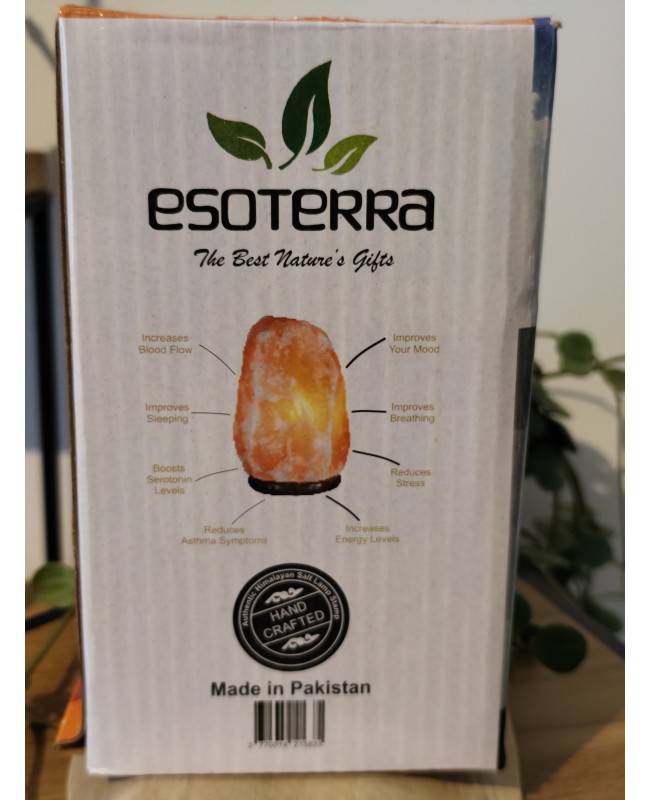 esoterra
The Best Nature's Gifts
Increases
Blood Flow
Improves
Your Mood
Improves
Sleeping
Improves
Breathing
Boosts
Serotonin
Levels
Reduces
Stress
Reduces
Asthma Symptoms
Increases
Energy Levels
Authentic Himalayan Salt Lamp Stamp
HAND
CRAFTED
Made in Pakistan